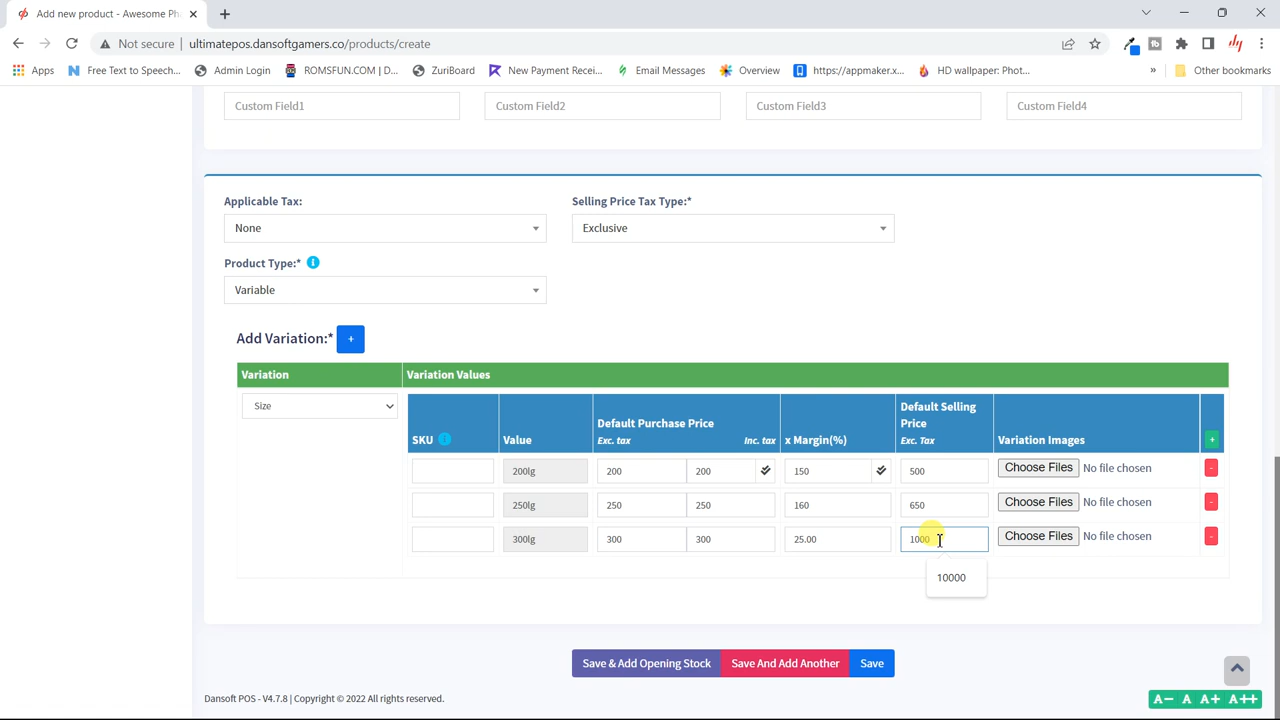 Add new product - Awesome Ph
Not secure
ultimatepos.dansoftgamers.co/products/create
Apps
Free Text to Speech...
Admin Login
ROMSFUN.COM | D...
ZuriBoard
New Payment Recei...
Email Messages
Overview
https://appmaker.x...
HD wallpaper: Phot...
»
Other bookmarks
Custom Field1
Custom Field2
Custom Field3
Custom Field4
Applicable Tax:
Selling Price Tax Type:*
None
Exclusive
Product Type:*
Variable
Add Variation:* +
Variation
Variation Values
Size
SKU
Value
Default Purchase Price
Exc. tax
Inc. tax
x Margin(%)
Default Selling
Price
Exc. Tax
Variation Images
+
200lg 200 200 150 500 Choose Files No file chosen -
250lg 250 250 160 650 Choose Files No file chosen -
300lg 300 300 25.00 1000 Choose Files No file chosen -
10000
Save & Add Opening Stock
Save And Add Another
Save
Dansoft POS - V4.7.8 | Copyright © 2022 All rights reserved.
A- A A+ A++